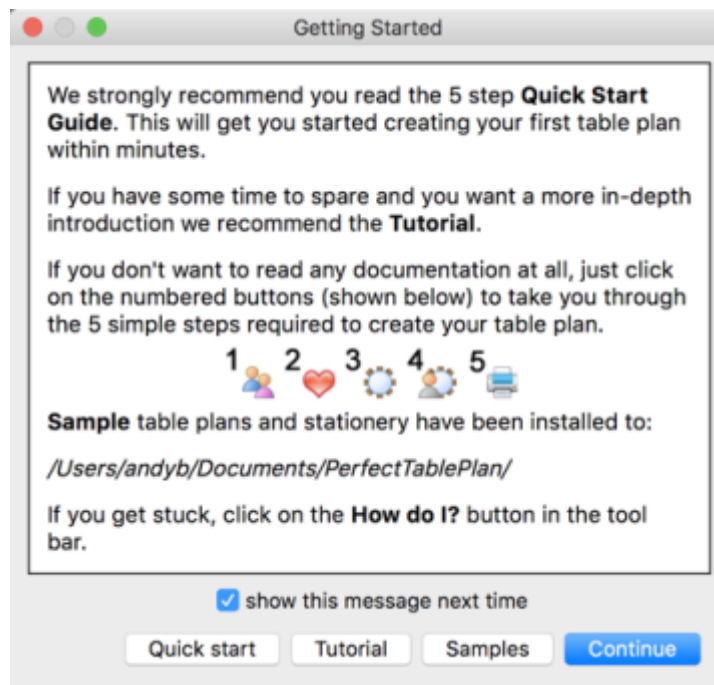 Getting Started
We strongly recommend you read the 5 step Quick Start
Guide. This will get you started creating your first table plan
within minutes.
If you have some time to spare and you want a more in-depth
introduction we recommend the Tutorial.
If you don't want to read any documentation at all, just click
on the numbered buttons (shown below) to take you through
the 5 simple steps required to create your table plan.
1 2 3 4 5
Sample table plans and stationery have been installed to:
/Users/andyb/Documents/PerfectTablePlan/
If you get stuck, click on the How do I? button in the tool
bar.
show this message next time
Quick start Tutorial Samples Continue